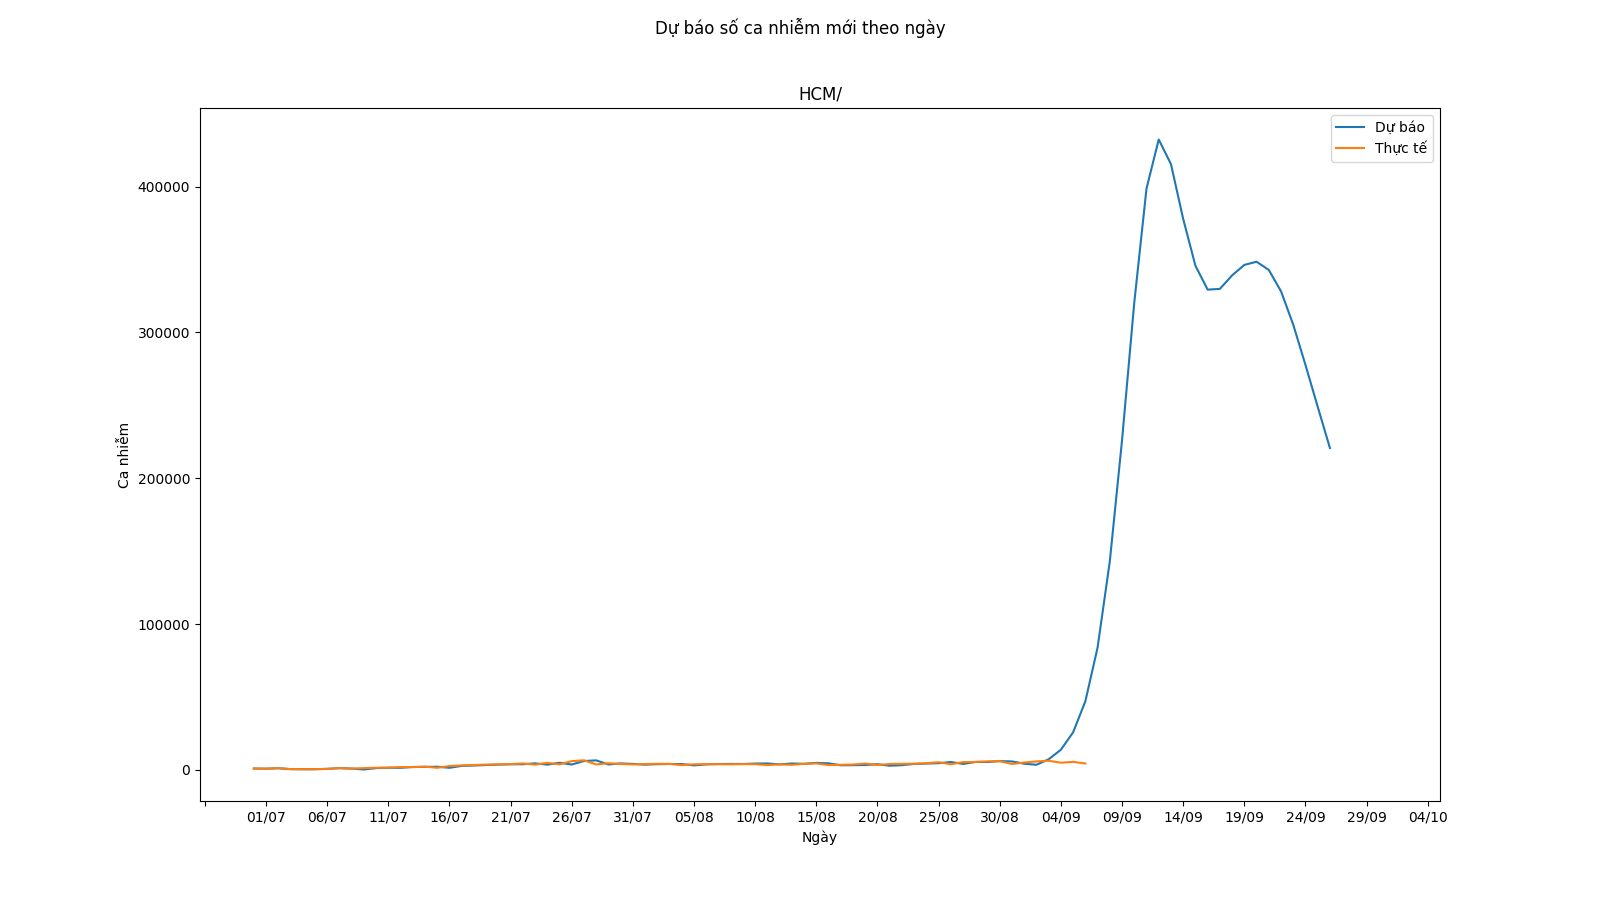 Dự báo số ca nhiễm mới theo ngày
HCM/
Dự báo
Thực tế
400000
300000
200000
100000
0
Ca nhiễm
01/07 06/07 11/07 16/07 21/07 26/07 31/07 05/08 10/08 15/08 20/08 25/08 30/08 04/09 09/09 14/09 19/09 24/09 29/09 04/10
Ngày